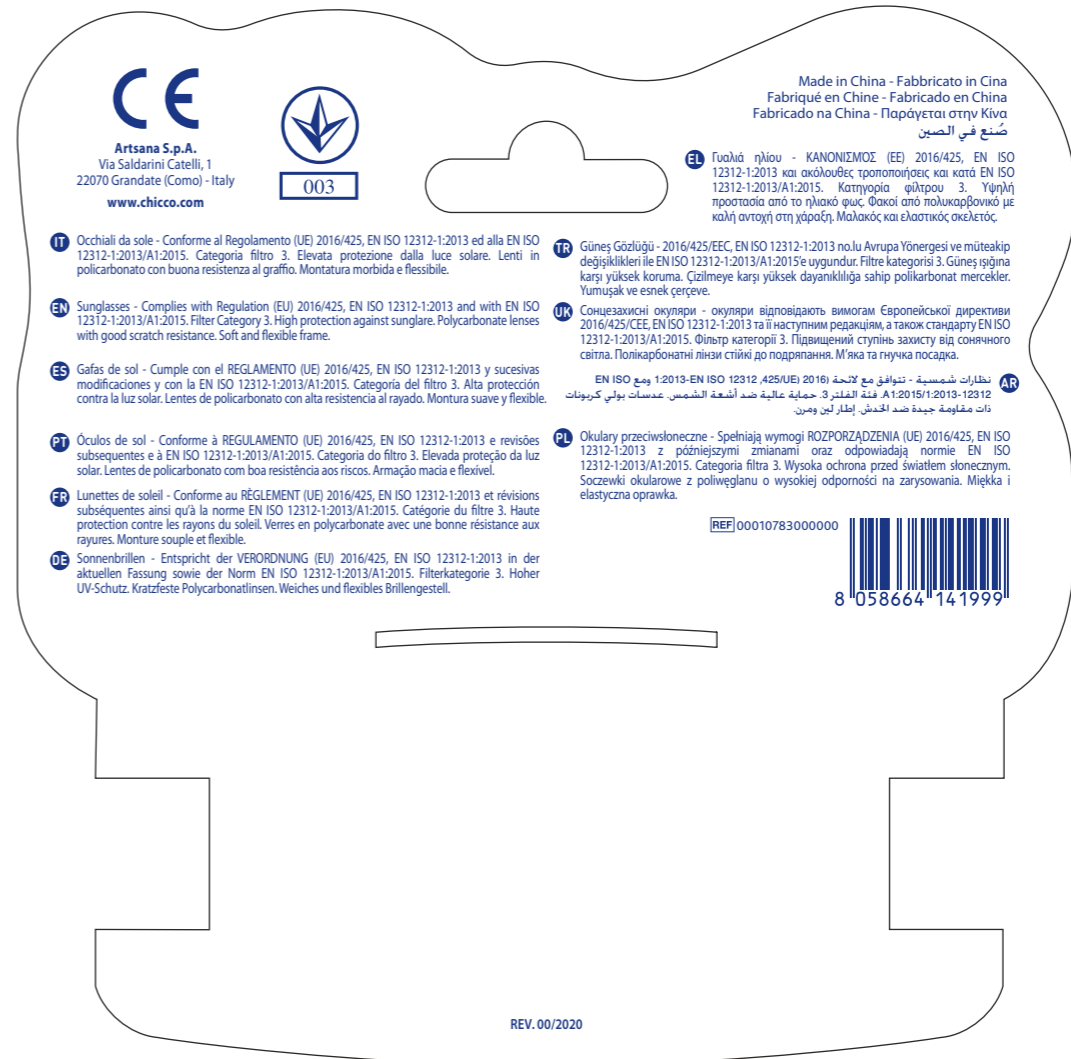 CE
Artsana S.p.A.
Via Saldarini Catelli, 1
22070 Grandate (Como) - Italy
www.chicco.com
003
Made in China - Fabbricato in Cina
Fabriqué en Chine - Fabricado en China
Fabricado na China - Παράγεται στην Κίνα
صُنع في الصين
IT Occhiali da sole - Conforme al Regolamento (UE) 2016/425, EN ISO 12312-1:2013 ed alla EN ISO
12312-1:2013/A1:2015. Categoria filtro 3. Elevata protezione dalla luce solare. Lenti in
policarbonato con buona resistenza al graffio. Montatura morbida e flessibile.
EN Sunglasses - Complies with Regulation (EU) 2016/425, EN ISO 12312-1:2013 and with EN ISO
12312-1:2013/A1:2015. Filter Category 3. High protection against sunglare. Polycarbonate lenses
with good scratch resistance. Soft and flexible frame.
ES Gafas de sol - Cumple con el REGLAMENTO (UE) 2016/425, EN ISO 12312-1:2013 y sucesivas
modificaciones y con la EN ISO 12312-1:2013/A1:2015. Categoría del filtro 3. Alta protección
contra la luz solar. Lentes de policarbonato con alta resistencia al rayado. Montura suave y flexible.
PT Óculos de sol - Conforme à REGULAMENTO (UE) 2016/425, EN ISO 12312-1:2013 e revisões
subsequentes e à EN ISO 12312-1:2013/A1:2015. Categoria do filtro 3. Elevada proteção da luz
solar. Lentes de policarbonato com boa resistência aos riscos. Armação macia e flexível.
FR Lunettes de soleil - Conforme au RÈGLEMENT (UE) 2016/425, EN ISO 12312-1:2013 et révisions
subséquentes ainsi qu'à la norme EN ISO 12312-1:2013/A1:2015. Catégorie du filtre 3. Haute
protection contre les rayons du soleil. Verres en polycarbonate avec une bonne résistance aux
rayures. Monture souple et flexible.
DE Sonnenbrillen - Entspricht der VERORDNUNG (EU) 2016/425, EN ISO 12312-1:2013 in der
aktuellen Fassung sowie der Norm EN ISO 12312-1:2013/A1:2015. Filterkategorie 3. Hoher
UV-Schutz. Kratzfeste Polycarbonatlinsen. Weiches und flexibles Brillengestell.
EL Γυαλιά ηλίου - ΚΑΝΟΝΙΣΜΌΣ (ΕΕ) 2016/425, EN ISO
12312-1:2013 και ακόλουθες τροποποιήσεις και κατά EN ISO
12312-1:2013/A1:2015. Κατηγορία φίλτρου 3. Υψηλή
προστασία από το ηλιακό φως. Φακοί από πολυκαρβονικό με
καλή αντοχή στη χάραξη. Μαλακός και ελαστικός σκελετός.
TR Güneş Gözlüğü - 2016/425/EEC, EN ISO 12312-1:2013 no.lu Avrupa Yönergesi ve müteakip
değişiklikleri ile EN ISO 12312-1:2013/A1:2015'e uygundur. Filtre kategorisi 3. Güneş ışığına
karşı yüksek koruma. Çizilmeye karşı yüksek dayanıklılığa sahip polikarbonat mercekler.
Yumuşak ve esnek çerçeve.
UK Сонцезахисні окуляри - окуляри відповідають вимогам Європейської директиви
2016/425/CEE, EN ISO 12312-1:2013 та її наступним редакціям, а також стандарту EN ISO
12312-1:2013/A1:2015. Фільтр категорії 3. Підвищений ступінь захисту від сонячного
світла. Полікарбонатні лінзи стійкі до подряпання. М'яка та гнучка посадка.
AR نظارات شمسية - تتوافق مع لائحة (UE) 2016/425, EN ISO 12312-1:2013 ومع EN ISO
12312-1:2013/A1:2015. فئة الفلتر 3. حماية عالية ضد أشعة الشمس. عدسات بولي كربونات
ذات مقاومة جيدة ضد الخدش. إطار لين ومرن.
PL Okulary przeciwsłoneczne - Spełniają wymogi ROZPORZĄDZENIA (UE) 2016/425, EN ISO
12312-1:2013 z późniejszymi zmianami oraz odpowiadają normie EN ISO
12312-1:2013/A1:2015. Categoria filtra 3. Wysoka ochrona przed światłem słonecznym.
Soczewki okularowe z poliwęglanu o wysokiej odporności na zarysowania. Miękka i
elastyczna oprawka.
REF 00010783000000
8 058664 141999
REV. 00/2020